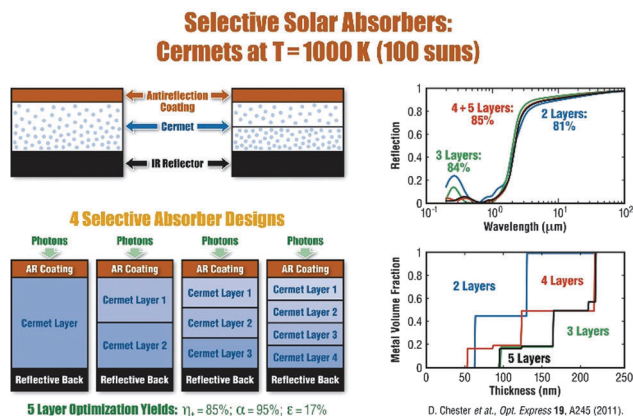 Selective Solar Absorbers:
Cermets at T = 1000 K (100 suns)
Antireflection
Coating
Cermet
IR Reflector
4 Selective Absorber Designs
Photons
AR Coating
Cermet Layer
Reflective Back
Photons
AR Coating
Cermet Layer 1
Cermet Layer 2
Reflective Back
Photons
AR Coating
Cermet Layer 1
Cermet Layer 2
Cermet Layer 3
Reflective Back
Photons
AR Coating
Cermet Layer 1
Cermet Layer 2
Cermet Layer 3
Cermet Layer 4
Reflective Back
5 Layer Optimization Yields: ηₜ = 85%; α = 95%; ε = 17%
Reflection
1
0.8
0.6
0.4
0.2
0
4 + 5 Layers:
85%
2 Layers:
81%
3 Layers:
84%
10⁻¹
10⁰
10¹
10²
Wavelength (μm)
Metal Volume Fraction
1
0.8
0.6
0.4
0.2
0
2 Layers
4 Layers
3 Layers
5 Layers
0
50
100
150
200
250
Thickness (nm)
D. Chester et al., Opt. Express 19, A245 (2011).